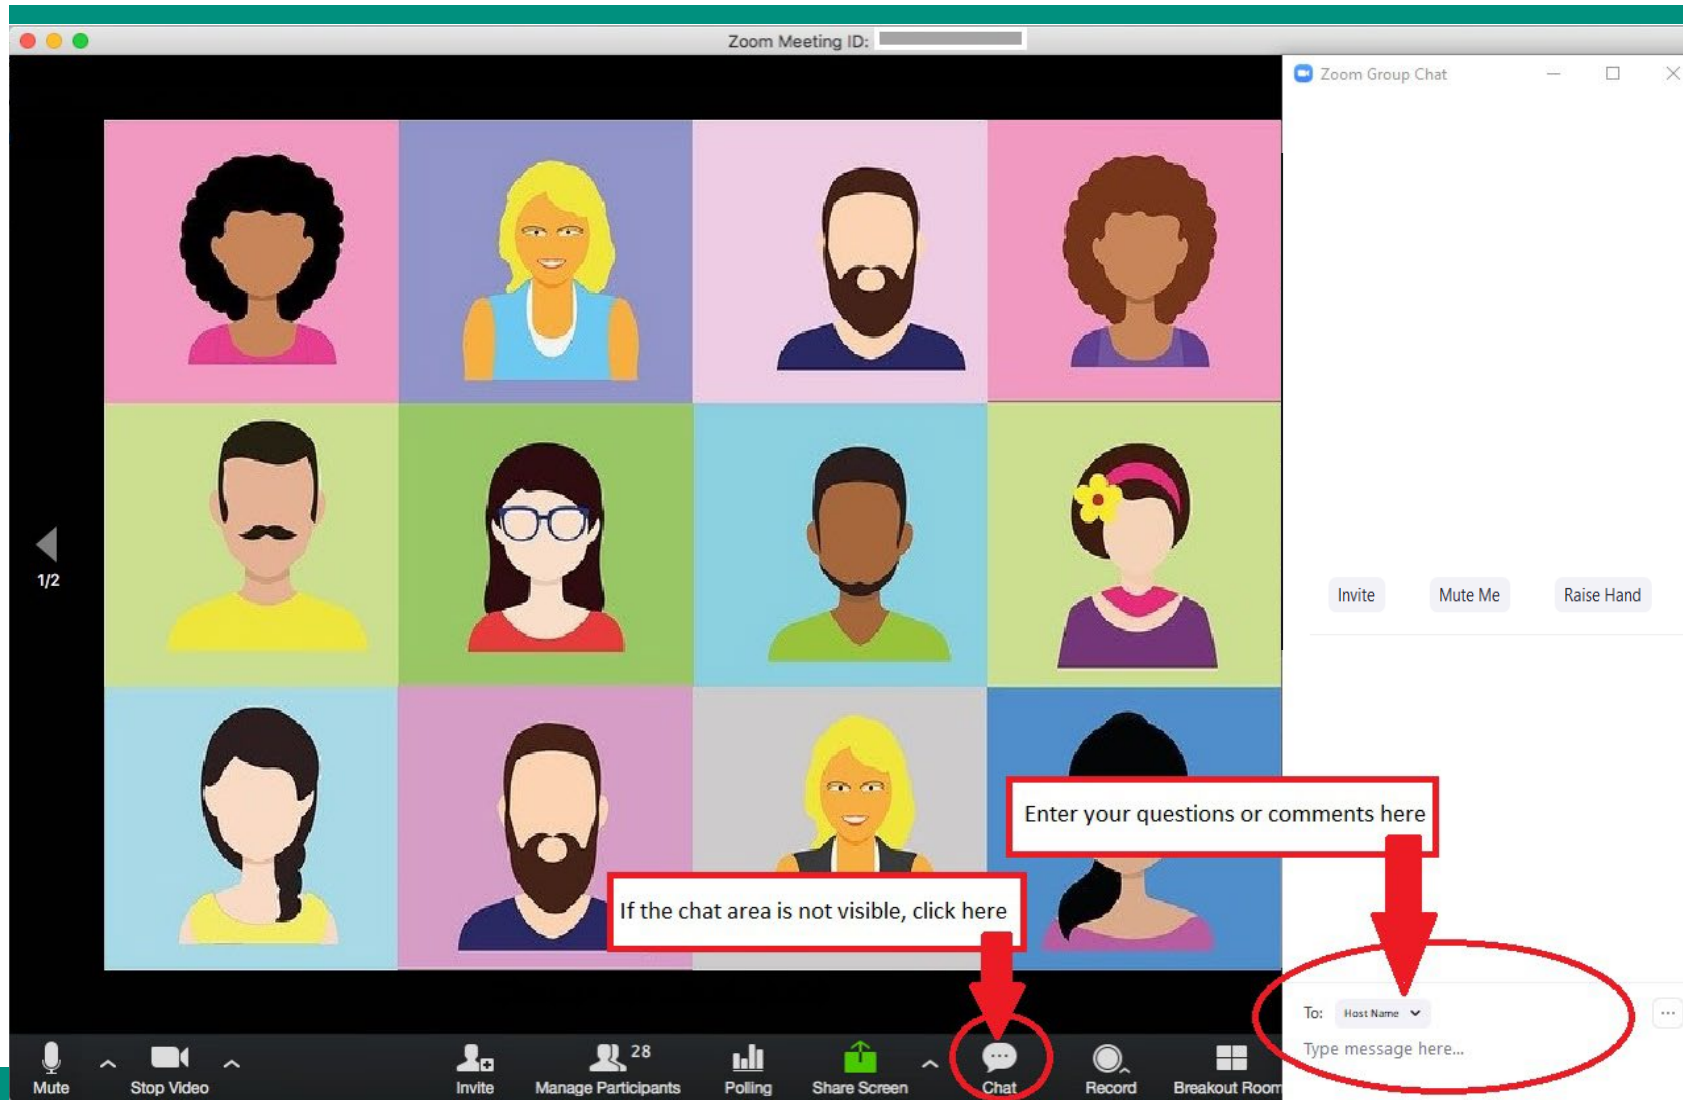 Zoom Meeting ID:
Zoom Group Chat
1/2
Invite
Mute Me
Raise Hand
Enter your questions or comments here
If the chat area is not visible, click here
To: Host Name
Type message here...
Mute
Stop Video
Invite
Manage Participants
28
Polling
Share Screen
Chat
Record
Breakout Room